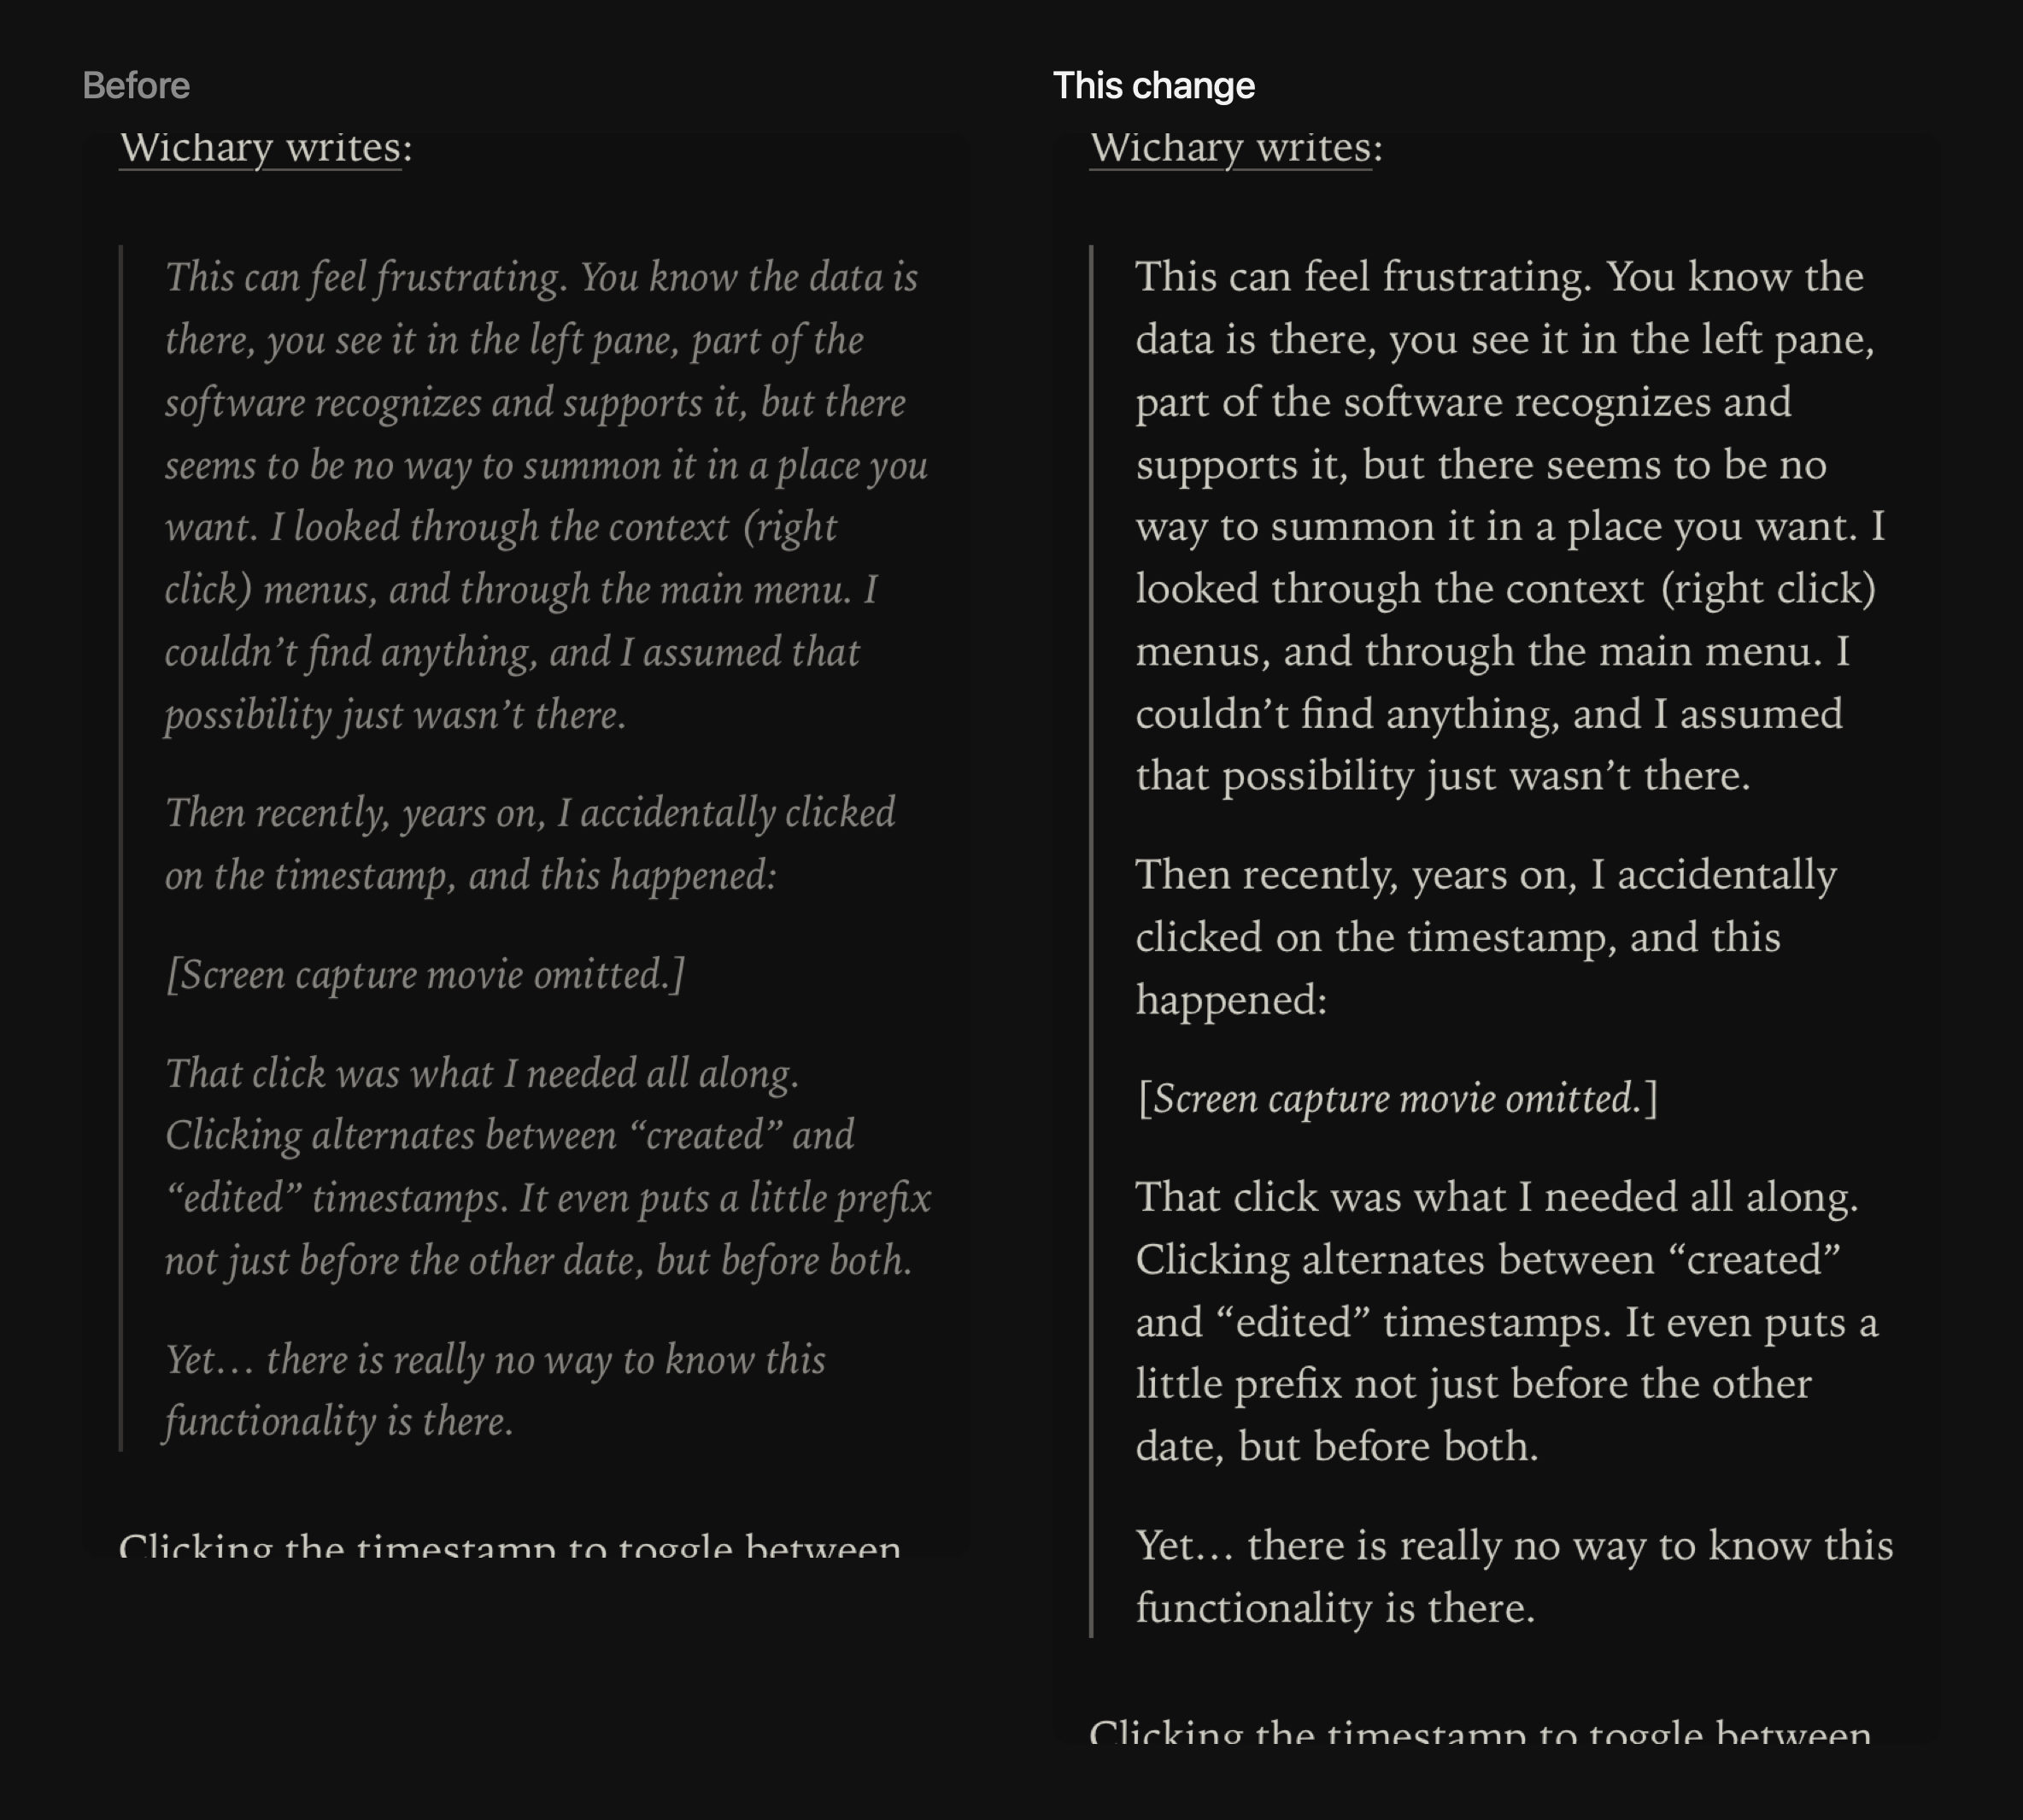 Before
Wichary writes:
This can feel frustrating. You know the data is
there, you see it in the left pane, part of the
software recognizes and supports it, but there
seems to be no way to summon it in a place you
want. I looked through the context (right
click) menus, and through the main menu. I
couldn’t find anything, and I assumed that
possibility just wasn’t there.
Then recently, years on, I accidentally clicked
on the timestamp, and this happened:
[Screen capture movie omitted.]
That click was what I needed all along.
Clicking alternates between “created” and
“edited” timestamps. It even puts a little prefix
not just before the other date, but before both.
Yet… there is really no way to know this
functionality is there.
Clicking the timestamp to toggle between
This change
Wichary writes:
This can feel frustrating. You know the
data is there, you see it in the left pane,
part of the software recognizes and
supports it, but there seems to be no
way to summon it in a place you want. I
looked through the context (right click)
menus, and through the main menu. I
couldn’t find anything, and I assumed
that possibility just wasn’t there.
Then recently, years on, I accidentally
clicked on the timestamp, and this
happened:
[Screen capture movie omitted.]
That click was what I needed all along.
Clicking alternates between “created”
and “edited” timestamps. It even puts a
little prefix not just before the other
date, but before both.
Yet… there is really no way to know this
functionality is there.
Clicking the timestamp to toggle between